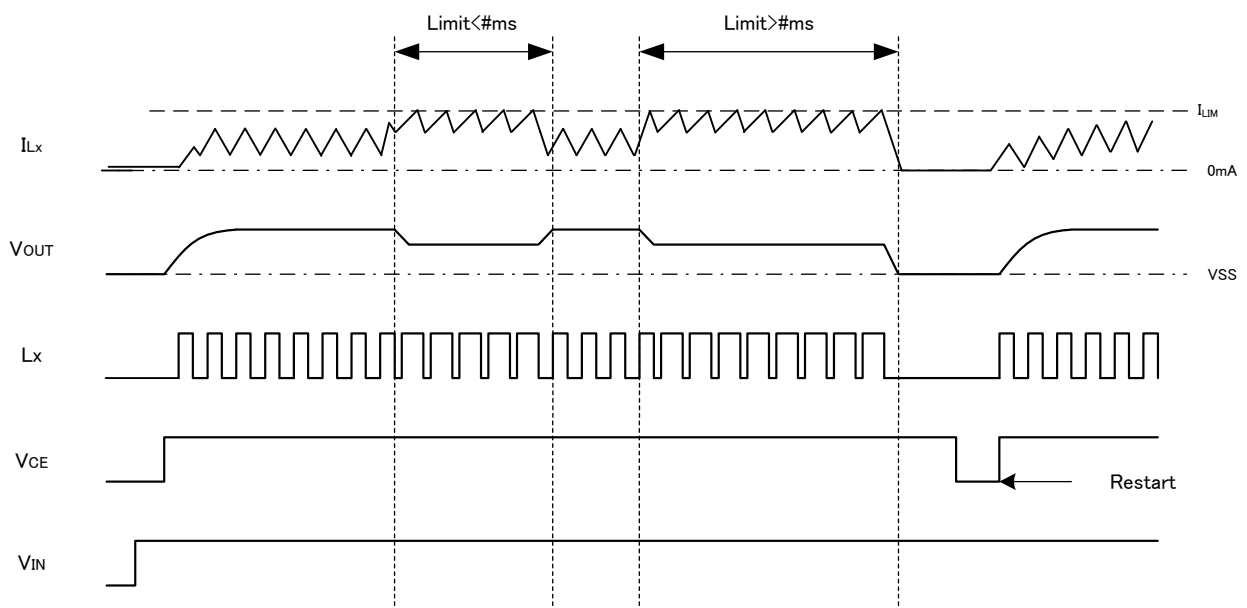 Limit<#ms
Limit>#ms
ILIM
ILx
0mA
VOUT
VSS
Lx
VCE
Restart
VIN